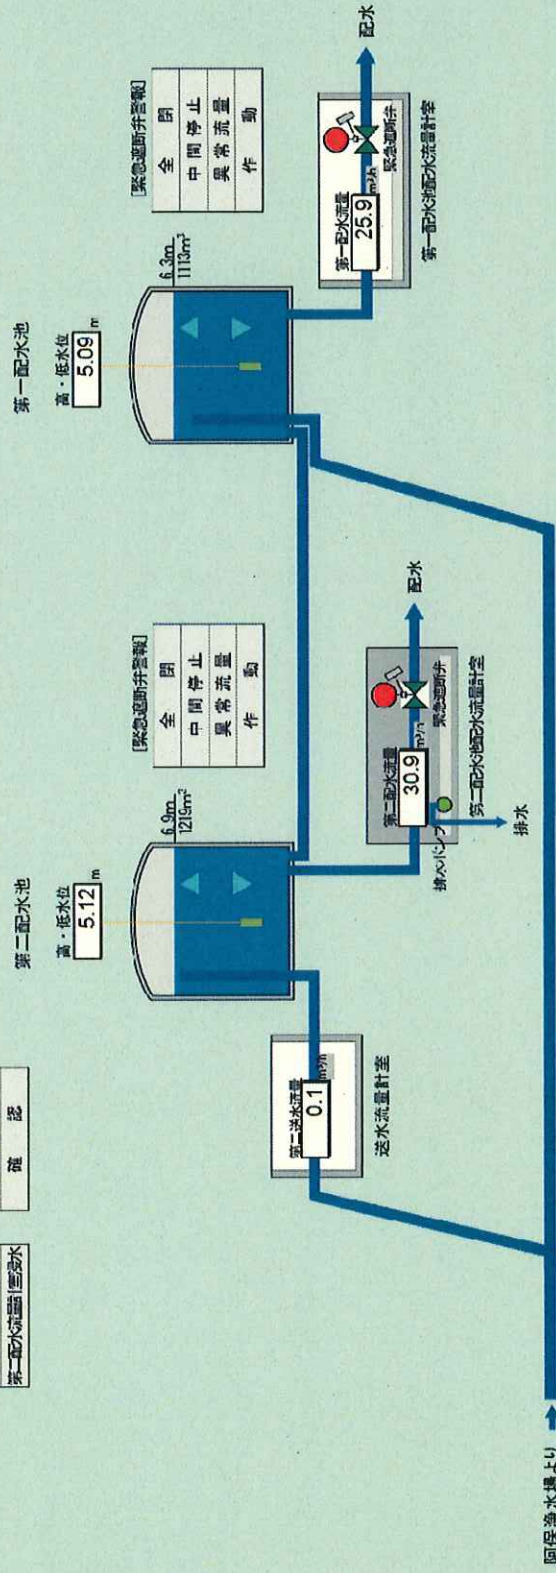 第二配水流量計室浸水
確認
第二配水池
高・低水位
5.12 m
6.9m
1219m³
[緊急遮断弁警報]
全閉
中間停止
異常流量
作動
第一配水池
高・低水位
5.09 m
6.3m
1113m³
[緊急遮断弁警報]
全閉
中間停止
異常流量
作動
第二送水流量
0.1 m³/h
送水流量計室
第二配水流量
30.9 m³/h
緊急遮断弁
排水ポンプ
排水
配水
第二配水池配水流量計室
第一配水流量
25.9 m³/h
緊急遮断弁
配水
第一配水池配水流量計室
阿保浄水場より